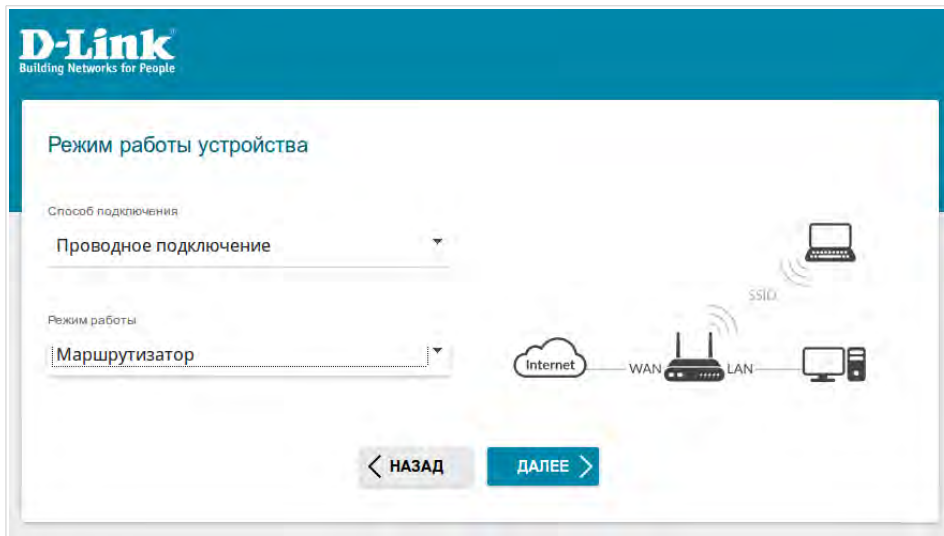 D-Link
Building Networks for People
Режим работы устройства
Способ подключения
Проводное подключение
SSID
Режим работы
Маршрутизатор
Internet
WAN
LAN
НАЗАД
ДАЛЕЕ